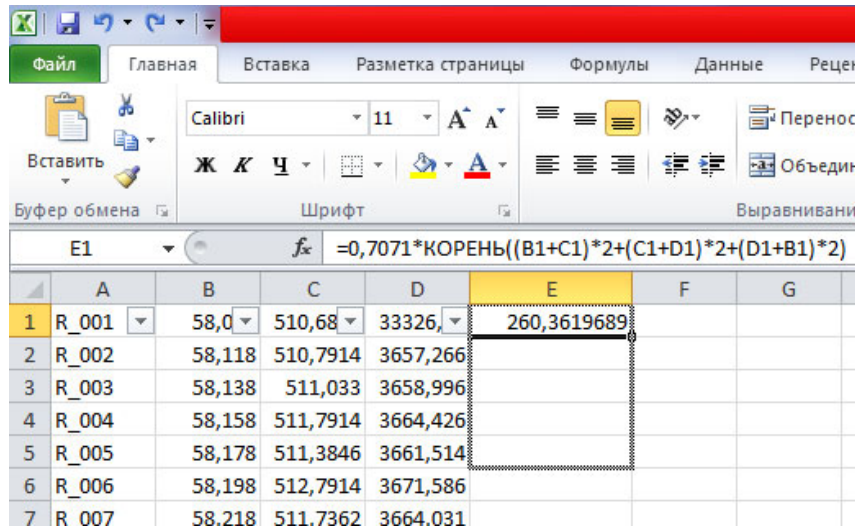 Файл Главная Вставка Разметка страницы Формулы Данные
Calibri 11
Вставить
Ж К Ч
Буфер обмена Шрифт
E1 fx =0,7071*КОРЕНЬ((B1+C1)*2+(C1+D1)*2+(D1+B1)*2)
A B C D E F G
1 R_001 58,0 510,68 33326, 260,3619689
2 R_002 58,118 510,7914 3657,266
3 R_003 58,138 511,033 3658,996
4 R_004 58,158 511,7914 3664,426
5 R_005 58,178 511,3846 3661,514
6 R_006 58,198 512,7914 3671,586
7 R_007 58,218 511,7362 3664,031